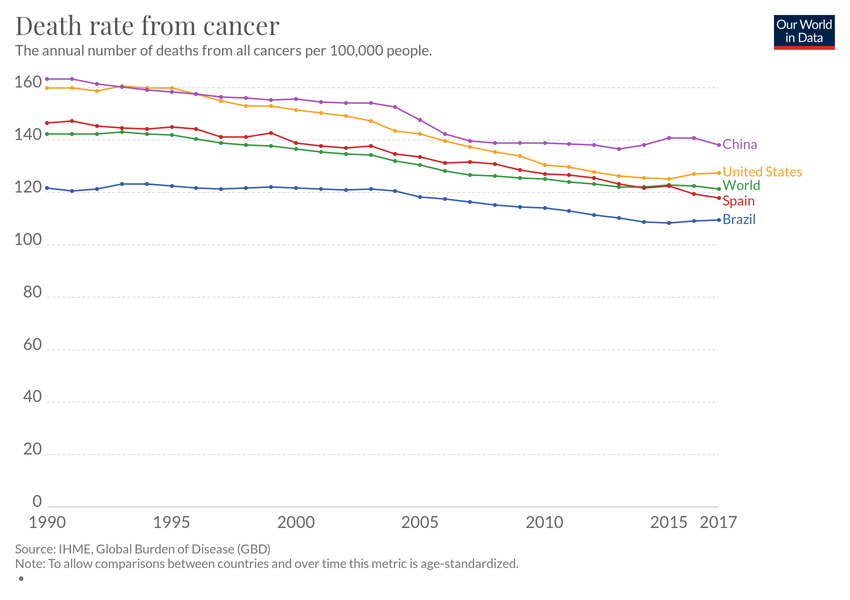 Death rate from cancer
The annual number of deaths from all cancers per 100,000 people.
Our World
in Data
160
140
120
100
80
60
40
20
0
China
United States
World
Spain
Brazil
1990 1995 2000 2005 2010 2015 2017
Source: IHME, Global Burden of Disease (GBD)
Note: To allow comparisons between countries and over time this metric is age-standardized.